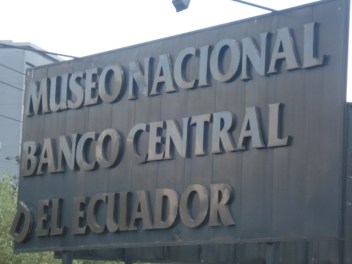 MUSEO NACIONAL
BANCO CENTRAL
DEL ECUADOR